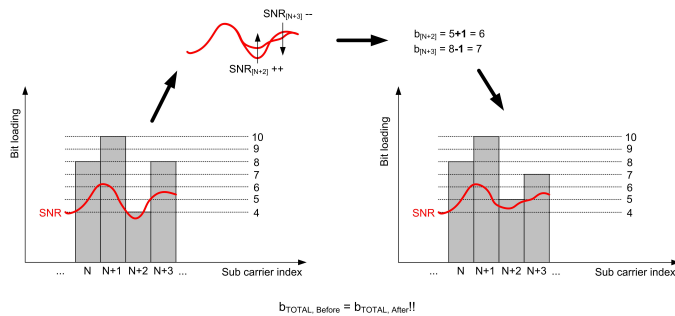 SNR[N+3] --
SNR[N+2] ++
b[N+2] = 5+1 = 6
b[N+3] = 8-1 = 7
Bit loading
10
9
8
7
6
5
4
SNR
... N N+1 N+2 N+3 ... Sub carrier index
Bit loading
10
9
8
7
6
5
4
SNR
... N N+1 N+2 N+3 ... Sub carrier index
bTOTAL, Before = bTOTAL, After!!